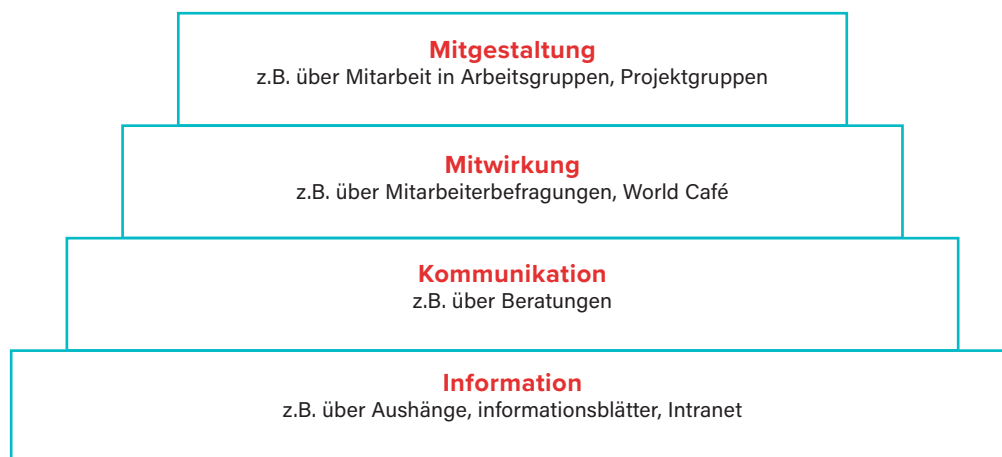 Mitgestaltung
z.B. über Mitarbeit in Arbeitsgruppen, Projektgruppen
Mitwirkung
z.B. über Mitarbeiterbefragungen, World Café
Kommunikation
z.B. über Beratungen
Information
z.B. über Aushänge, informationsblätter, Intranet